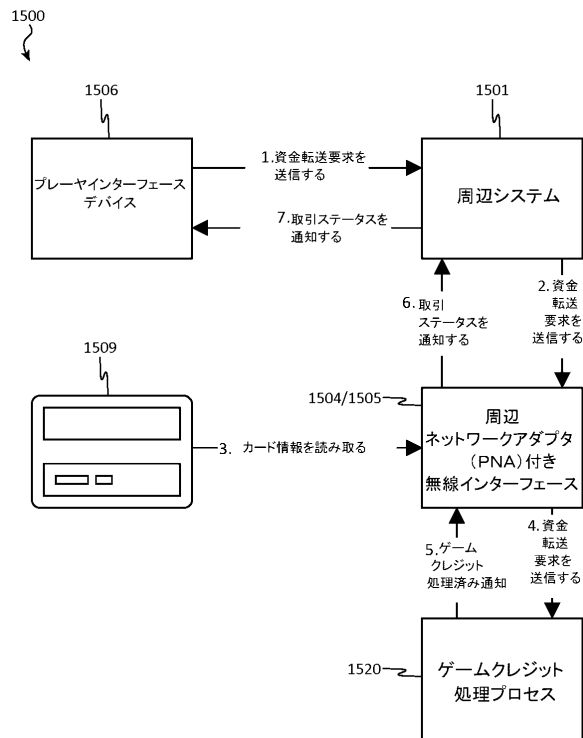 1500
1506
プレーヤインターフェース
デバイス
1.資金転送要求を
送信する
7.取引ステータスを
通知する
1501
周辺システム
6.取引
ステータスを
通知する
2.資金
転送
要求を
送信する
1509
3. カード情報を読み取る
1504/1505
周辺
ネットワークアダプタ
（PNA）付き
無線インターフェース
5.ゲーム
クレジット
処理済み通知
4.資金
転送
要求を
送信する
1520
ゲームクレジット
処理プロセス